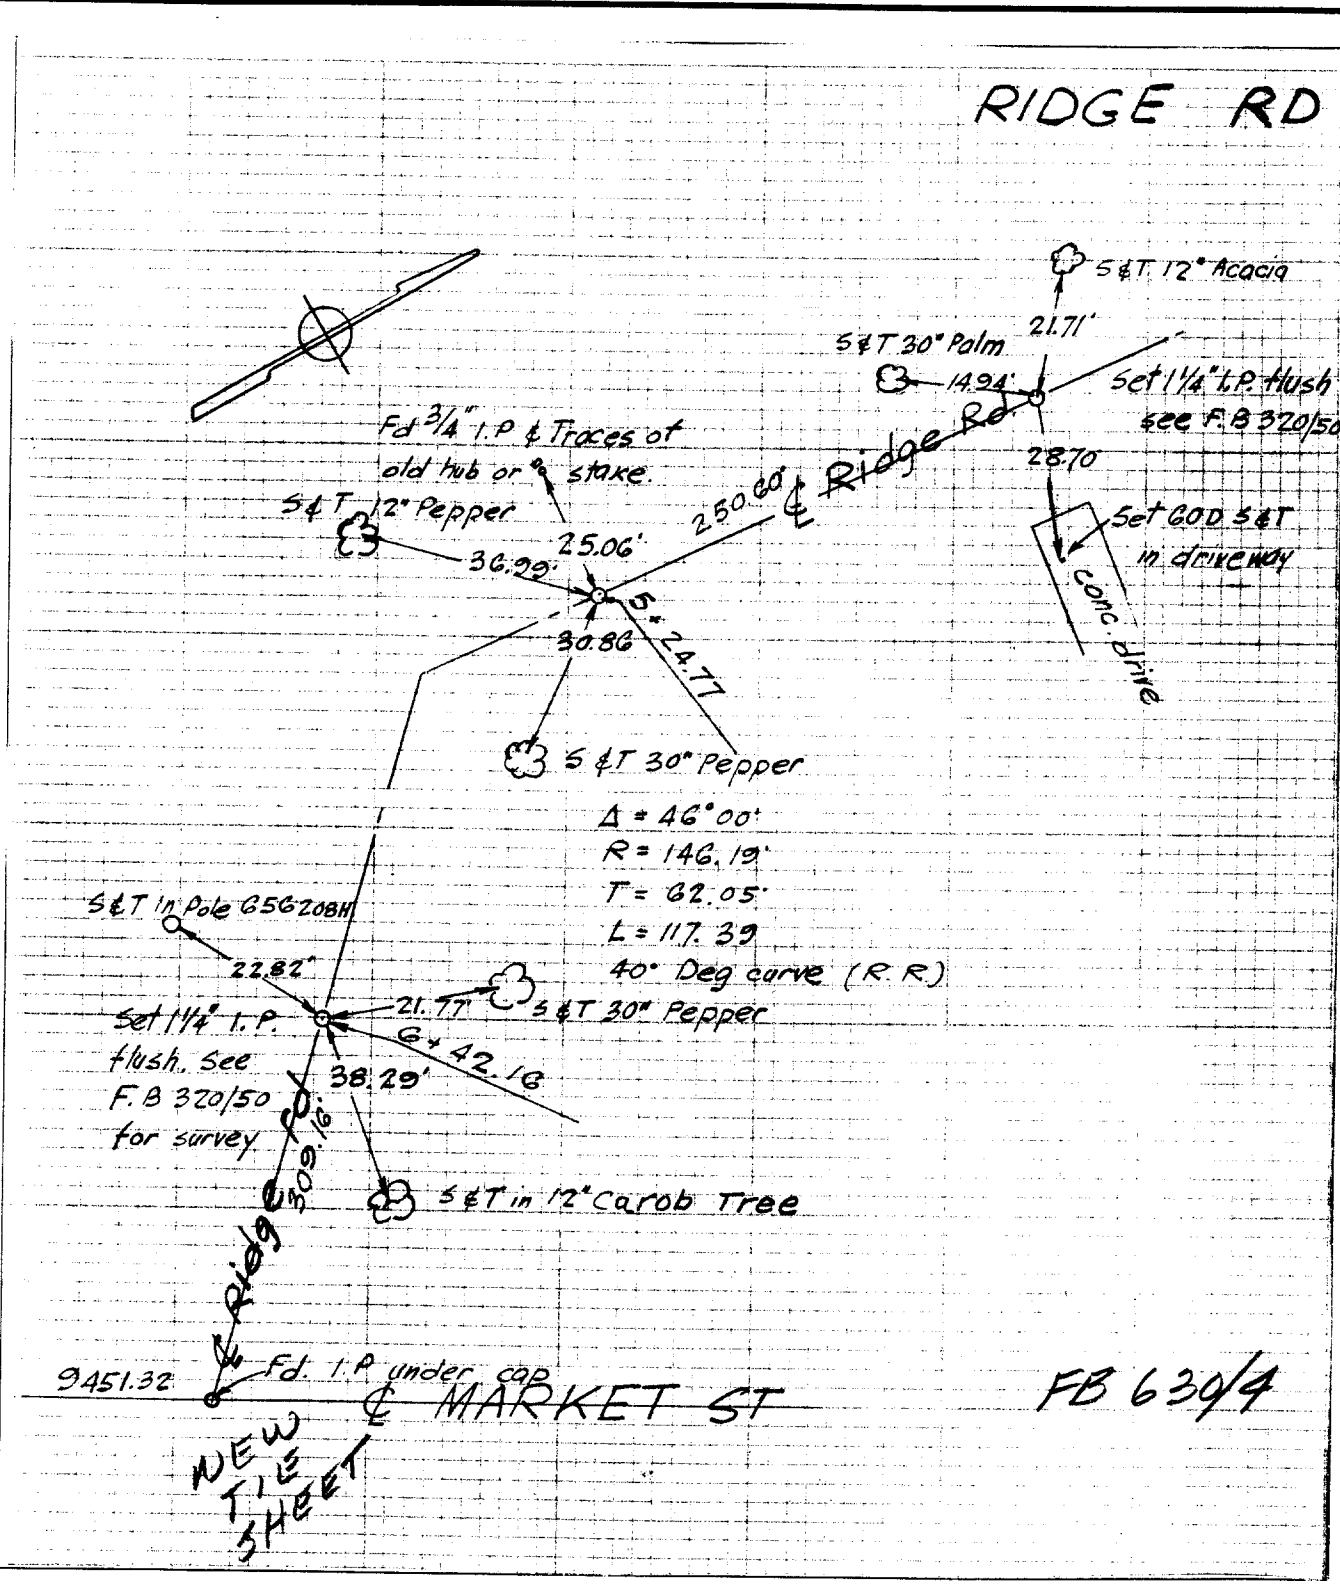 RIDGE RD
S&T. 12" Acacia
21.71'
S&T 30" Palm
14.94'
Set 1¼" I.P. flush
see F.B 320/50
℄ Ridge Rd
28.70
250.60'
Set 60D S&T
in driveway
conc. drive
Fd ¾" I.P & Traces of
old hub or stake.
S&T 12" Pepper
25.06'
36.99'
5+24.77
30.86
S&T 30" Pepper
Δ = 46°00'
R = 146.19'
T = 62.05'
L = 117.39
40° Deg curve (R.R.)
S&T in Pole 656208H
22.82'
21.77'
S&T 30" Pepper
Set 1¼" I.P.
flush. See
F.B 320/50
for survey.
6+42.16
38.29'
309.16'
℄ Ridge rd
S&T in 12" Carob Tree
9451.32
Fd. I.P under cap
℄ MARKET ST
FB 630/4
NEW
TIE
SHEET